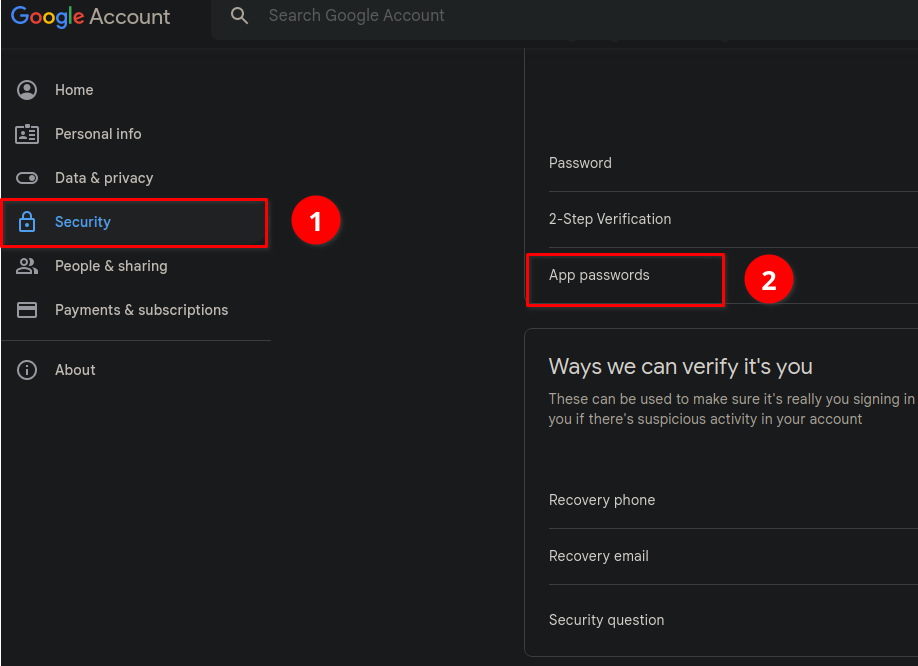 Google Account
Search Google Account
Home
Personal info
Data & privacy
Security
1
People & sharing
Payments & subscriptions
About
Password
2-Step Verification
App passwords
2
Ways we can verify it's you
These can be used to make sure it's really you signing in
you if there's suspicious activity in your account
Recovery phone
Recovery email
Security question